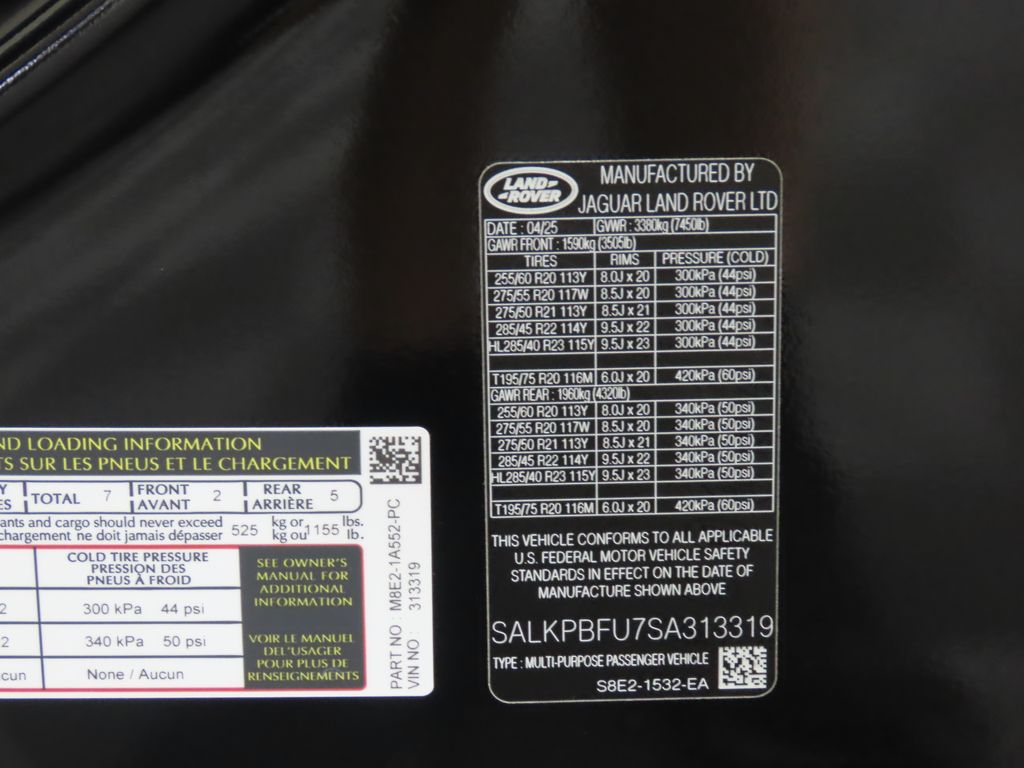 LAND-
-ROVER
MANUFACTURED BY
JAGUAR LAND ROVER LTD
DATE : 04/25 GVWR : 3380kg (7450lb)
GAWR FRONT : 1590kg (3505lb)
TIRES RIMS PRESSURE (COLD)
255/60 R20 113Y 8.0J x 20 300kPa (44psi)
275/55 R20 117W 8.5J x 20 300kPa (44psi)
275/50 R21 113Y 8.5J x 21 300kPa (44psi)
285/45 R22 114Y 9.5J x 22 300kPa (44psi)
HL285/40 R23 115Y 9.5J x 23 300kPa (44psi)
T195/75 R20 116M 6.0J x 20 420kPa (60psi)
GAWR REAR : 1960kg (4320lb)
255/60 R20 113Y 8.0J x 20 340kPa (50psi)
275/55 R20 117W 8.5J x 20 340kPa (50psi)
275/50 R21 113Y 8.5J x 21 340kPa (50psi)
285/45 R22 114Y 9.5J x 22 340kPa (50psi)
HL285/40 R23 115Y 9.5J x 23 340kPa (50psi)
T195/75 R20 116M 6.0J x 20 420kPa (60psi)
THIS VEHICLE CONFORMS TO ALL APPLICABLE
U.S. FEDERAL MOTOR VEHICLE SAFETY
STANDARDS IN EFFECT ON THE DATE OF
MANUFACTURE SHOWN ABOVE
SALKPBFU7SA313319
TYPE : MULTI-PURPOSE PASSENGER VEHICLE
S8E2-1532-EA
ND LOADING INFORMATION
TS SUR LES PNEUS ET LE CHARGEMENT
Y TOTAL 7 FRONT 2 REAR 5
ES AVANT ARRIÈRE
ants and cargo should never exceed 525 kg or 1155 lbs.
chargement ne doit jamais dépasser kg ou lb.
COLD TIRE PRESSURE
PRESSION DES
PNEUS À FROID
2 300 kPa 44 psi
2 340 kPa 50 psi
cun None / Aucun
SEE OWNER'S
MANUAL FOR
ADDITIONAL
INFORMATION
VOIR LE MANUEL
DEL'USAGER
POUR PLUS DE
RENSEIGNEMENTS
PART NO : M8E2-1A552-PC
VIN NO : 313319